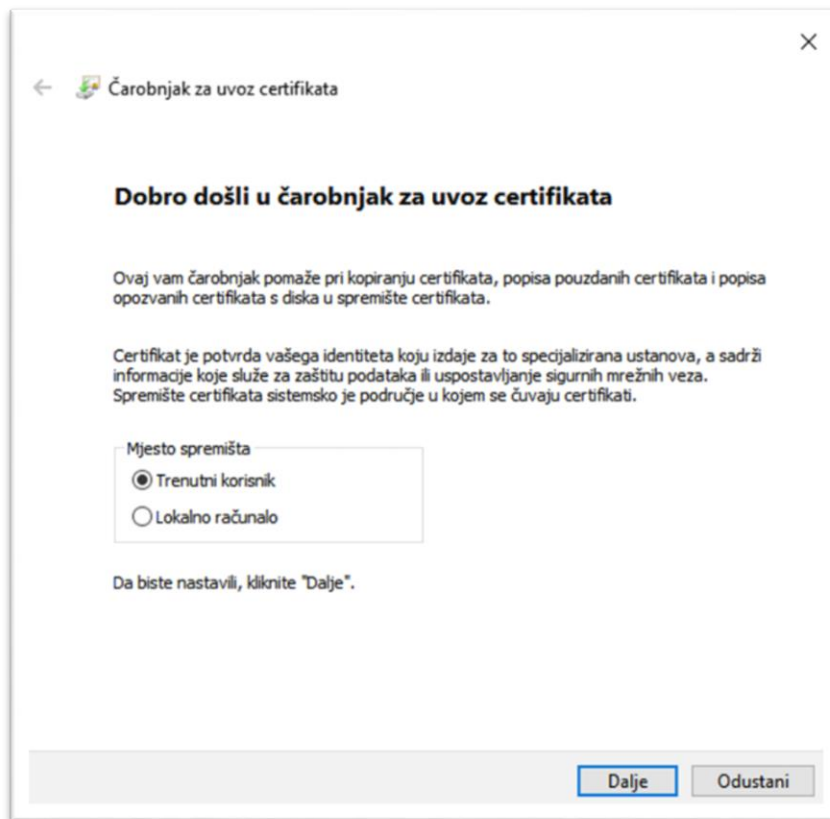 Čarobnjak za uvoz certifikata
Dobro došli u čarobnjak za uvoz certifikata
Ovaj vam čarobnjak pomaže pri kopiranju certifikata, popisa pouzdanih certifikata i popisa
opozvanih certifikata s diska u spremište certifikata.
Certifikat je potvrda vašega identiteta koju izdaje za to specijalizirana ustanova, a sadrži
informacije koje služe za zaštitu podataka ili uspostavljanje sigurnih mrežnih veza.
Spremište certifikata sistemsko je područje u kojem se čuvaju certifikati.
Mjesto spremišta
Trenutni korisnik
Lokalno računalo
Da biste nastavili, kliknite "Dalje".
Dalje
Odustani